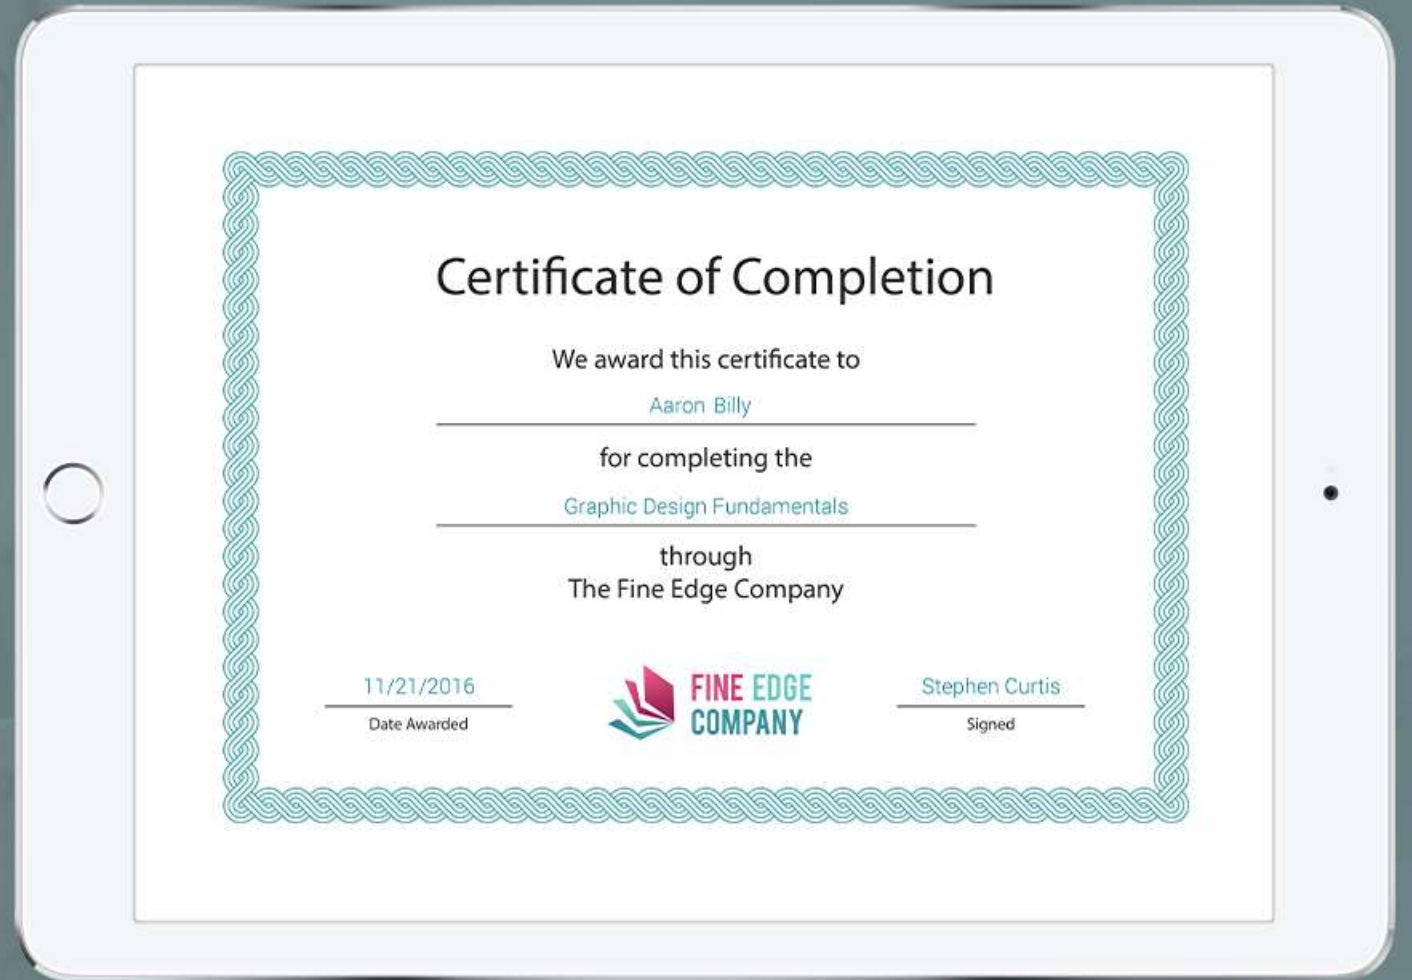 Certificate of Completion
We award this certificate to
Aaron Billy
for completing the
Graphic Design Fundamentals
through
The Fine Edge Company
11/21/2016
Date Awarded
FINE EDGE
COMPANY
Stephen Curtis
Signed